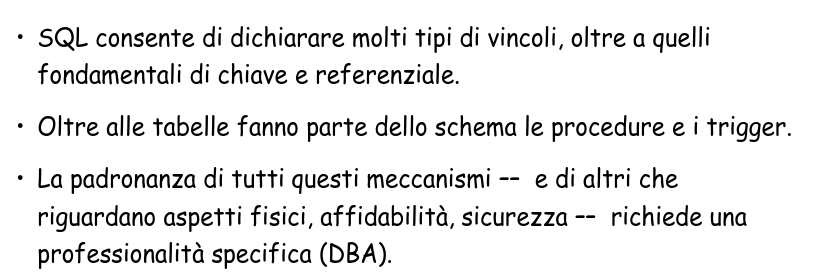 • SQL consente di dichiarare molti tipi di vincoli, oltre a quelli
fondamentali di chiave e referenziale.
• Oltre alle tabelle fanno parte dello schema le procedure e i trigger.
• La padronanza di tutti questi meccanismi -- e di altri che
riguardano aspetti fisici, affidabilità, sicurezza -- richiede una
professionalità specifica (DBA).